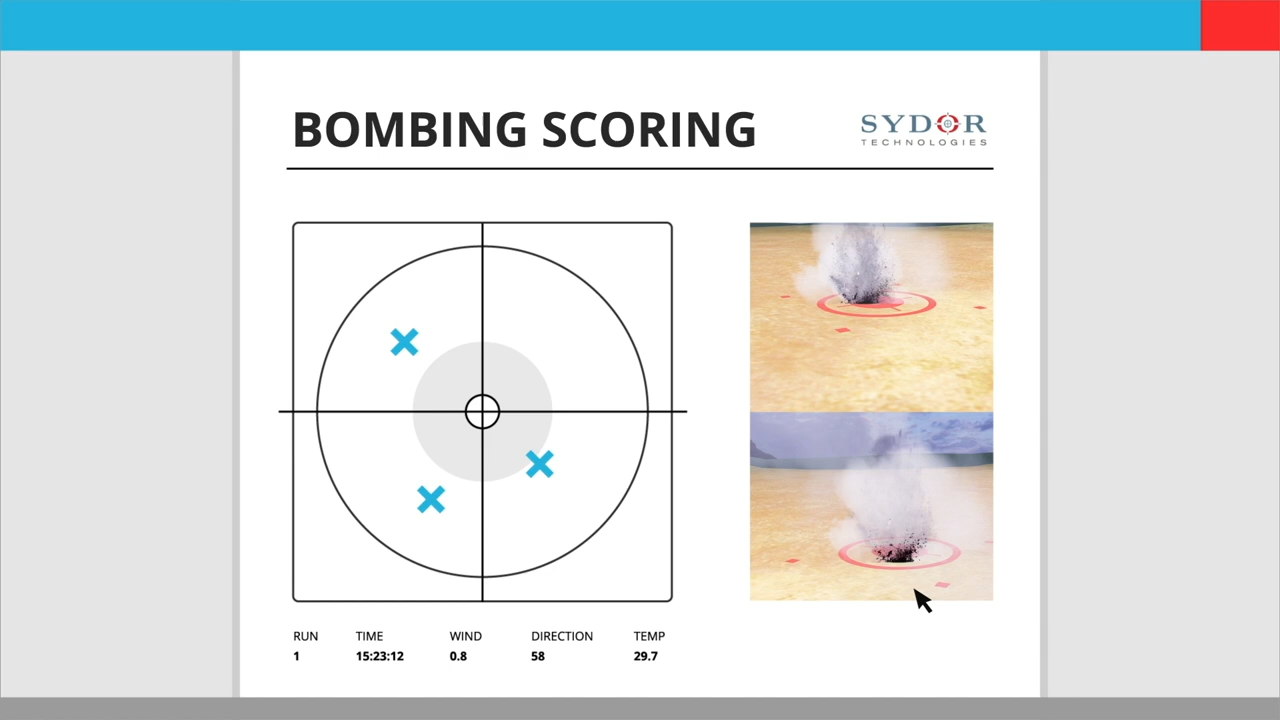 BOMBING SCORING
SYDOR
TECHNOLOGIES
RUN TIME WIND DIRECTION TEMP
1 15:23:12 0.8 58 29.7